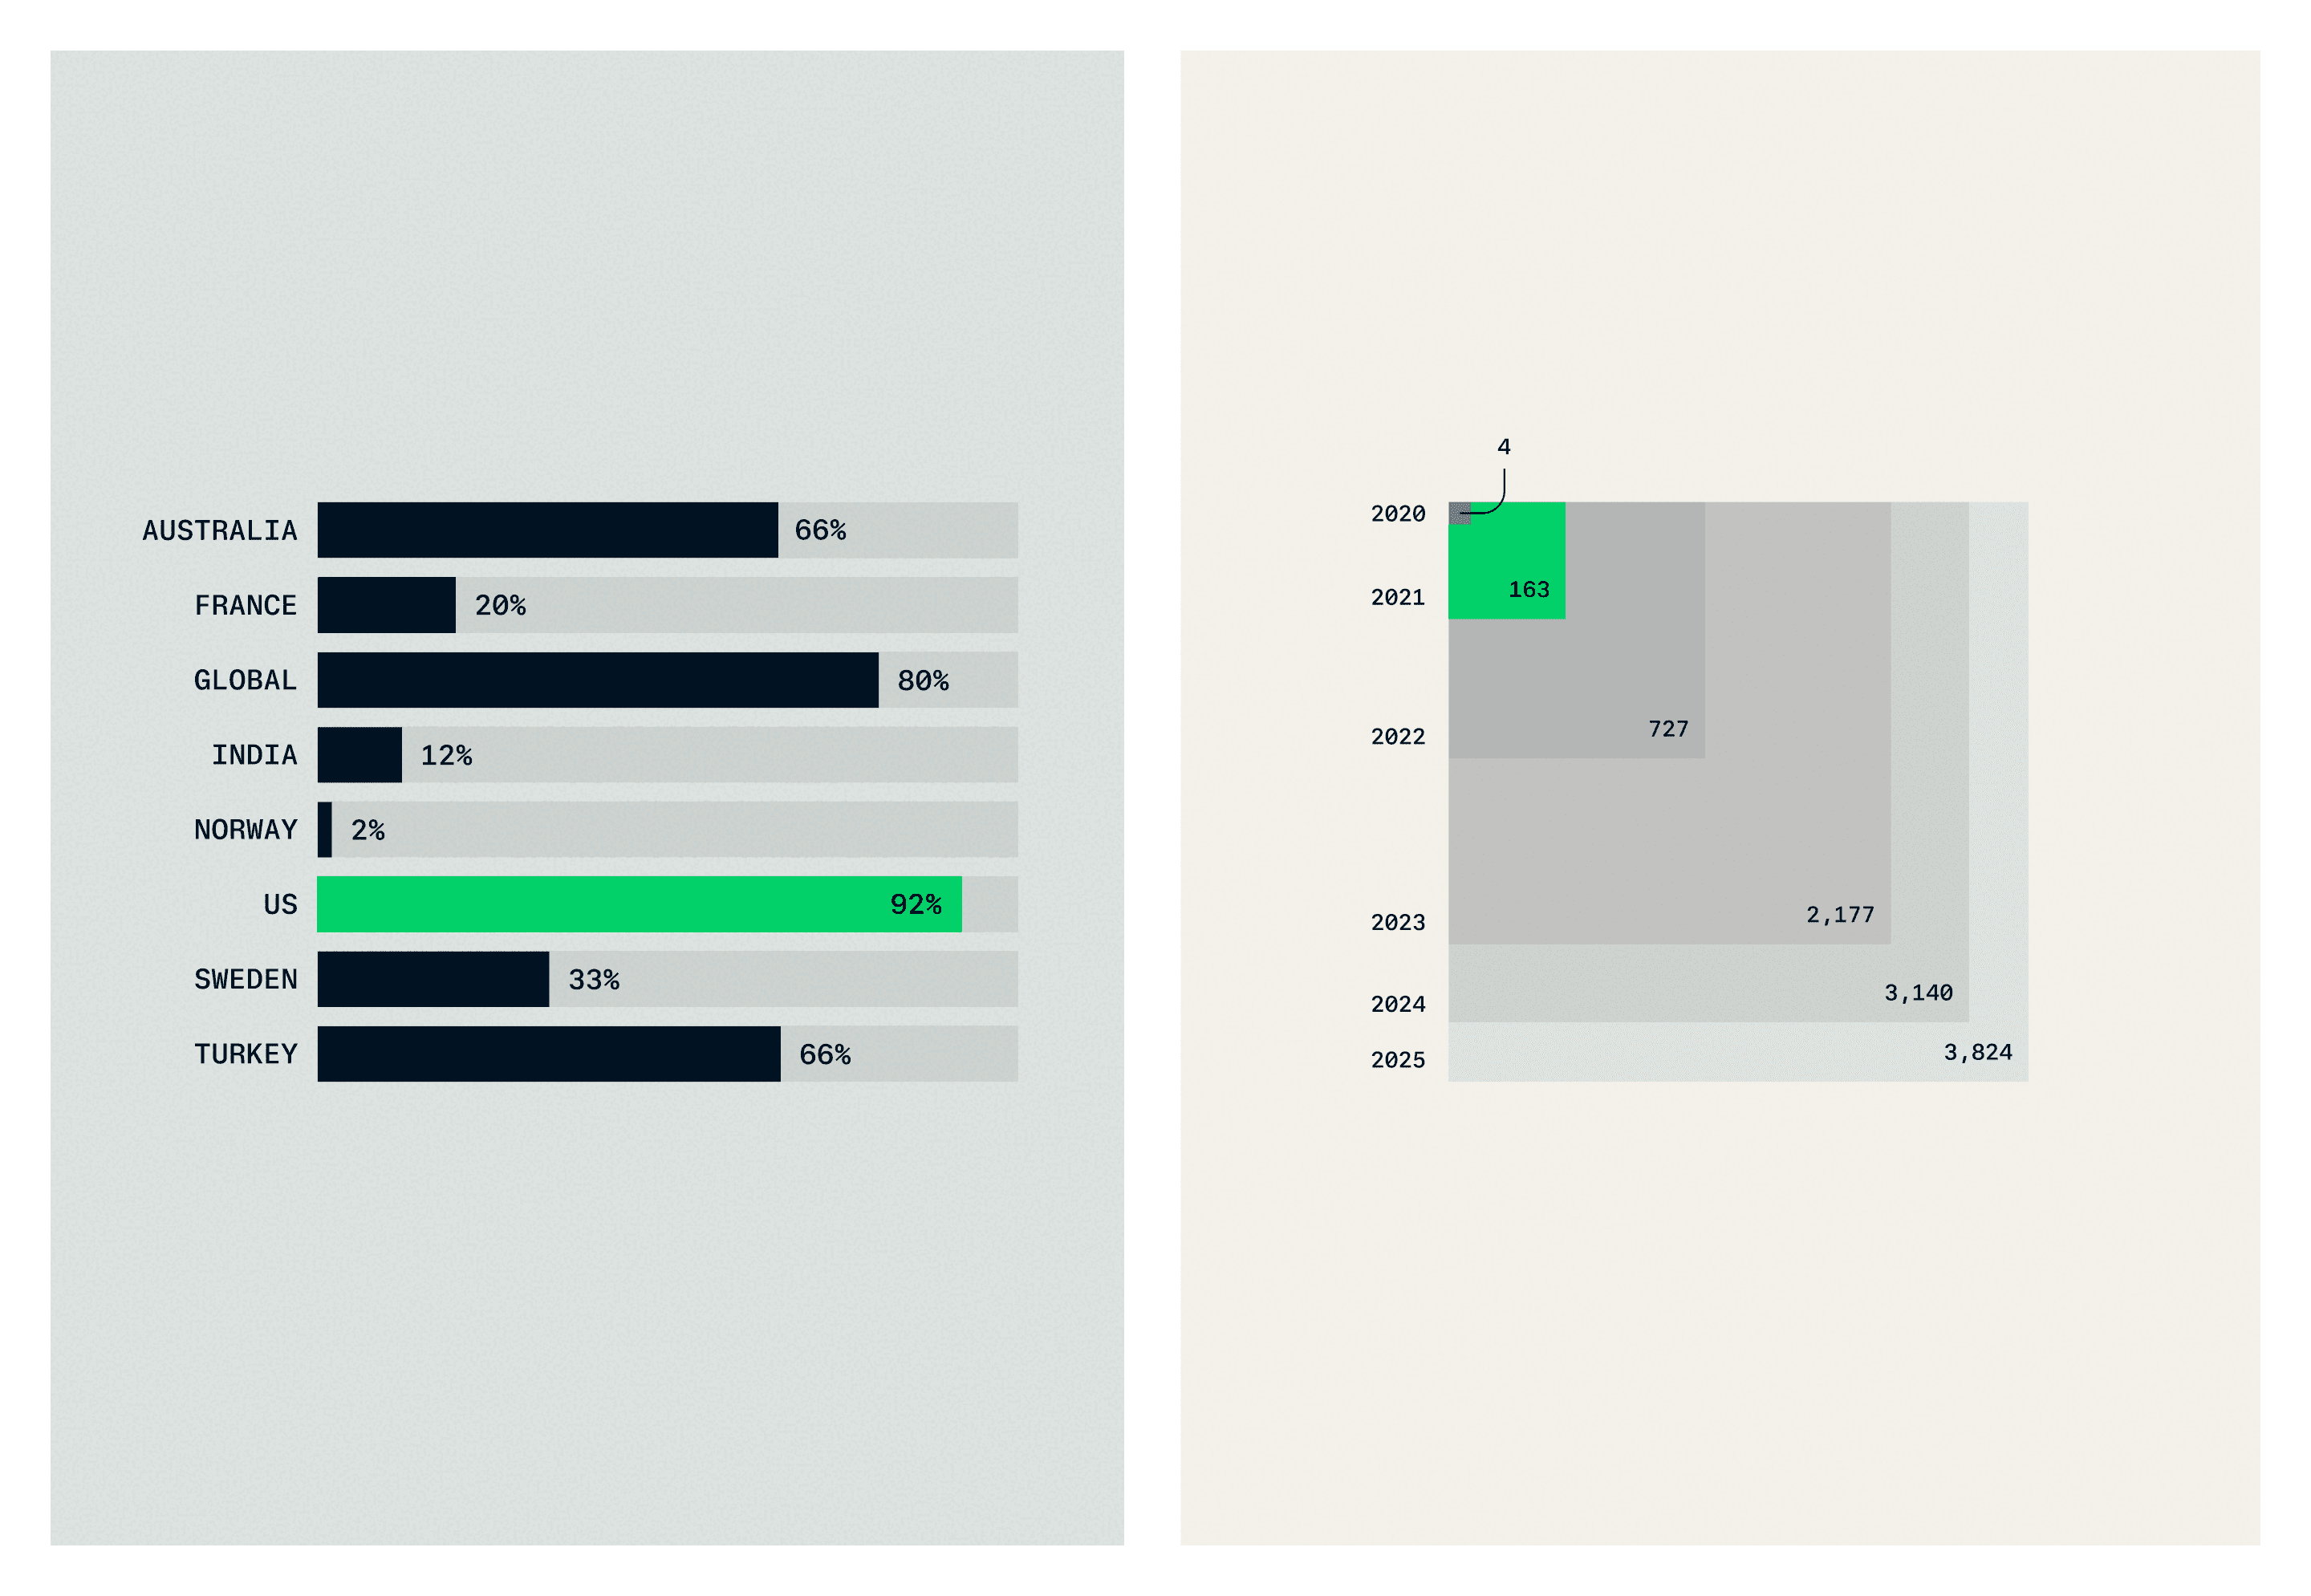 AUSTRALIA 66%
FRANCE 20%
GLOBAL 80%
INDIA 12%
NORWAY 2%
US 92%
SWEDEN 33%
TURKEY 66%
4
2020
2021 163
2022 727
2023 2,177
2024 3,140
2025 3,824